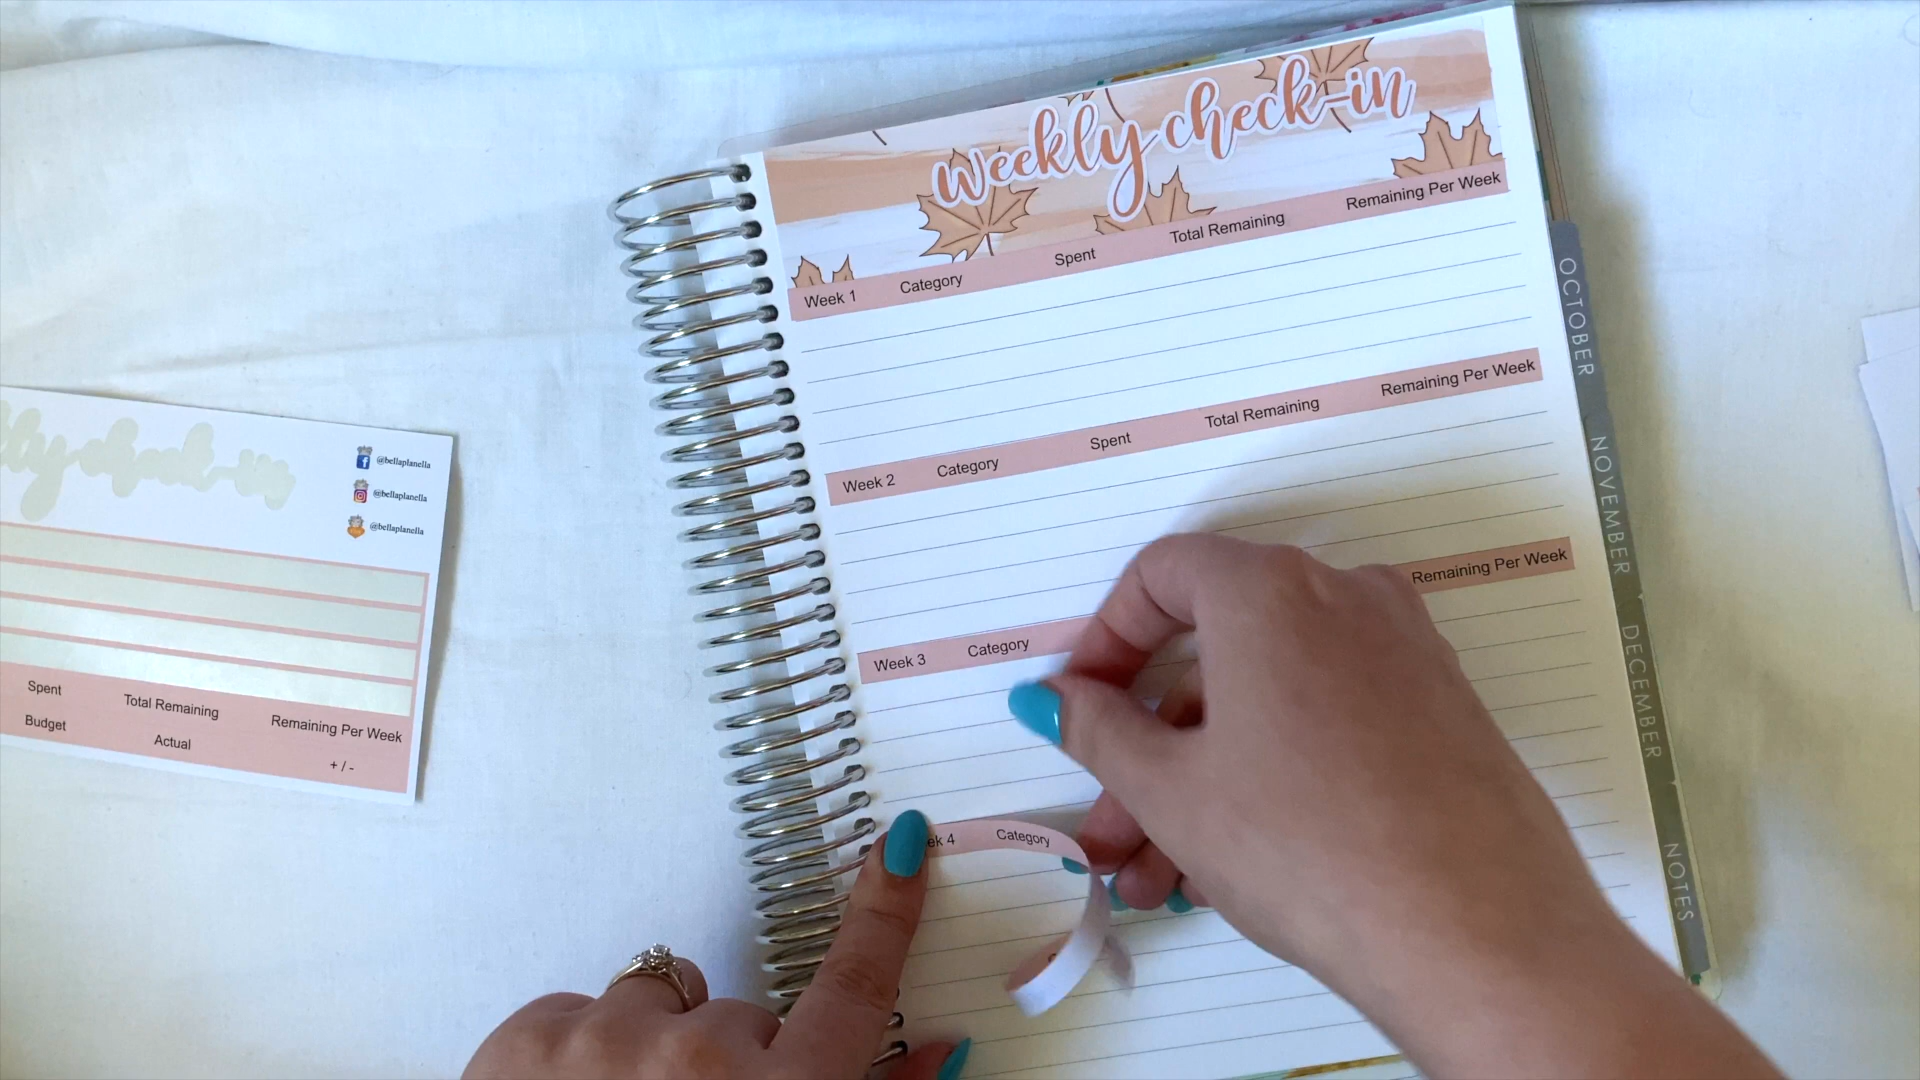 Weekly check-in
Week 1 Category Spent Total Remaining Remaining Per Week
Week 2 Category Spent Total Remaining Remaining Per Week
Week 3 Category Remaining Per Week
ek 4 Category
OCTOBER
NOVEMBER
DECEMBER
NOTES
@bellaplanella
@bellaplanella
@bellaplanella
Spent Total Remaining Remaining Per Week
Budget Actual + / -